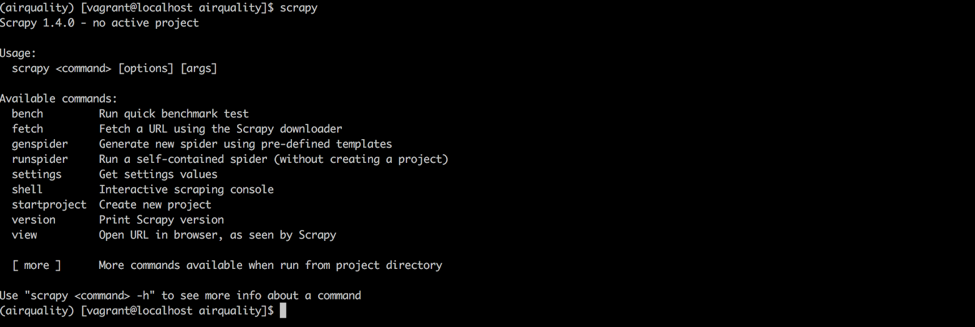 (airquality) [vagrant@localhost airquality]$ scrapy
Scrapy 1.4.0 - no active project
Usage:
  scrapy <command> [options] [args]
Available commands:
  bench         Run quick benchmark test
  fetch         Fetch a URL using the Scrapy downloader
  genspider     Generate new spider using pre-defined templates
  runspider     Run a self-contained spider (without creating a project)
  settings      Get settings values
  shell         Interactive scraping console
  startproject  Create new project
  version       Print Scrapy version
  view          Open URL in browser, as seen by Scrapy
  [ more ]      More commands available when run from project directory
Use "scrapy <command> -h" to see more info about a command
(airquality) [vagrant@localhost airquality]$